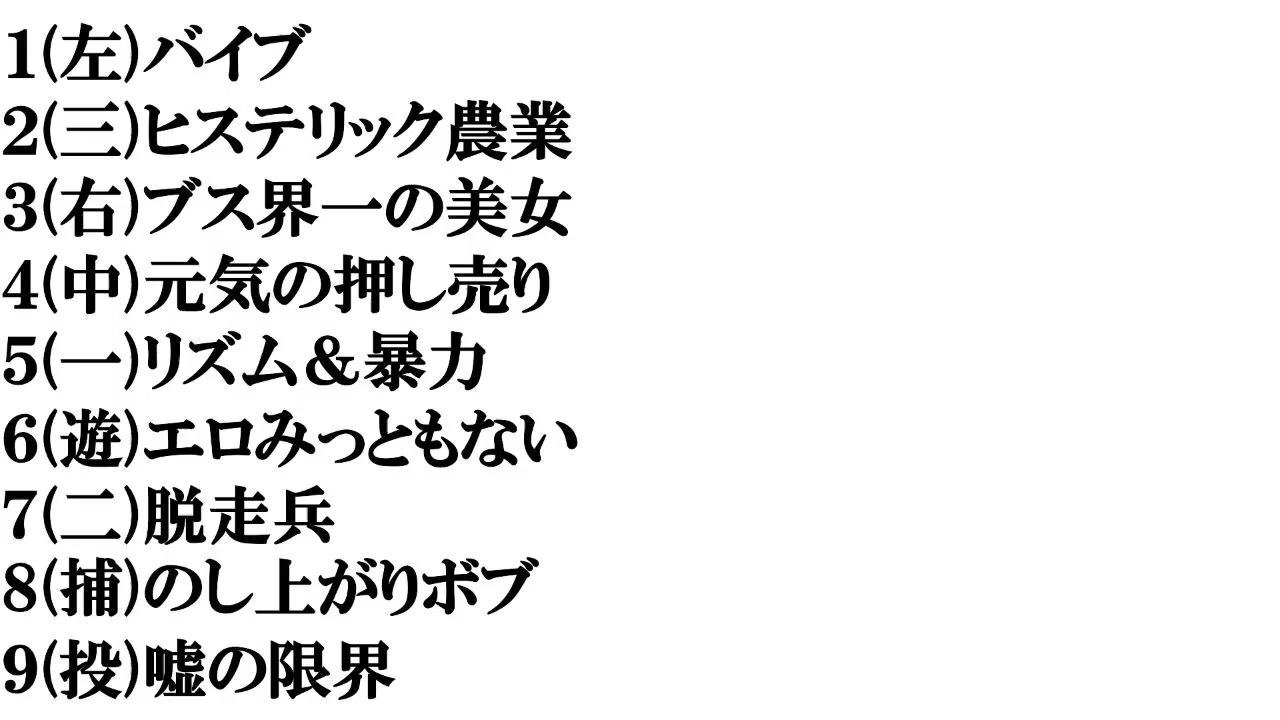 1(左)バイブ
2(三)ヒステリック農業
3(右)ブス界一の美女
4(中)元気の押し売り
5(一)リズム&暴力
6(遊)エロみっともない
7(二)脱走兵
8(捕)のし上がりボブ
9(投)嘘の限界